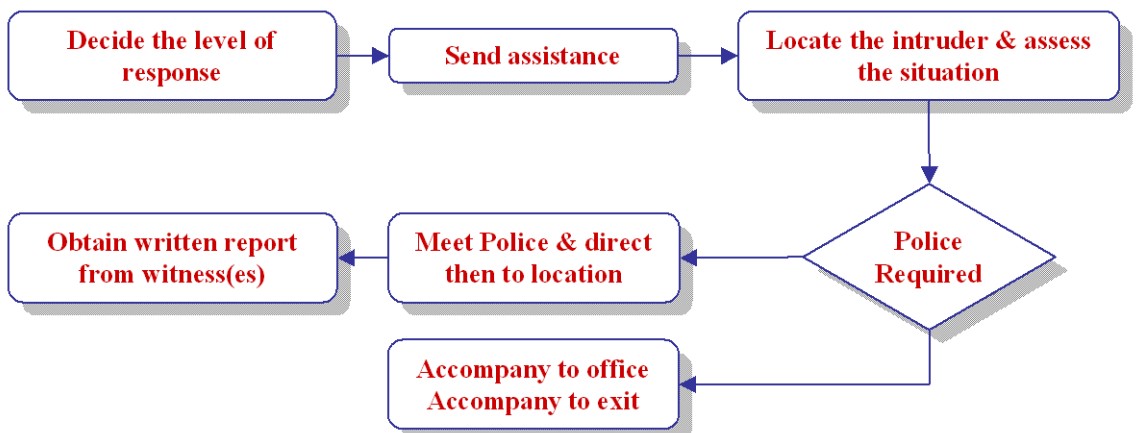 Decide the level of
response
Send assistance
Locate the intruder & assess
the situation
Police
Required
Meet Police & direct
then to location
Obtain written report
from witness(es)
Accompany to office
Accompany to exit